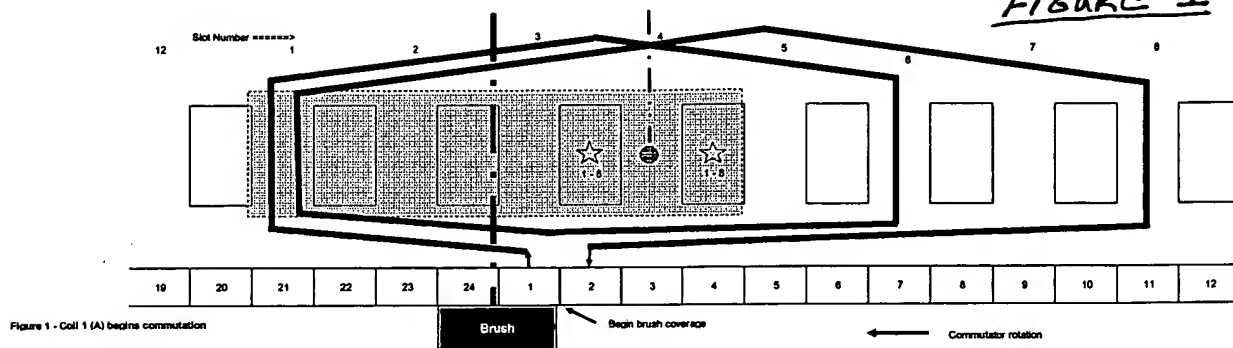 FIGURE 1
Slot Number ======>
12 1 2 3 4 5 6 7 8
1 - 8 1 - 8
19 20 21 22 23 24 1 2 3 4 5 6 7 8 9 10 11 12
Brush
Begin brush coverage
Commutator rotation
Figure 1 - Coil 1 (A) begins commutation